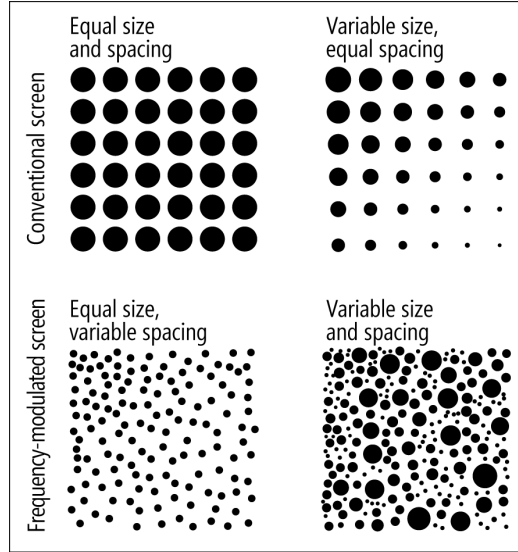 Equal size
and spacing
Variable size,
equal spacing
Conventional screen
Equal size,
variable spacing
Variable size
and spacing
Frequency-modulated screen